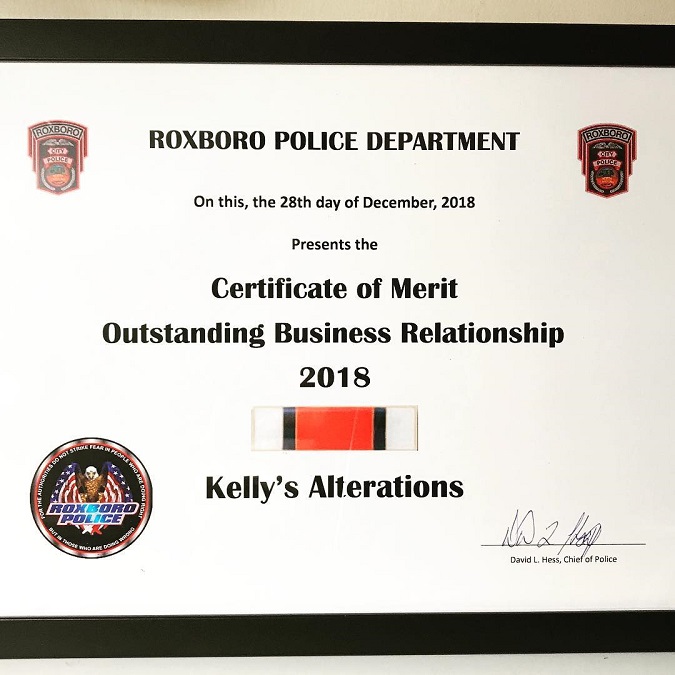 ROXBORO
CITY
POLICE
ROXBORO
CITY
POLICE
ROXBORO POLICE DEPARTMENT
On this, the 28th day of December, 2018
Presents the
Certificate of Merit
Outstanding Business Relationship
2018
Kelly's Alterations
FOR THE AUTHORITIES DO NOT STRIKE FEAR IN PEOPLE WHO ARE DOING RIGHT
ROXBORO
POLICE
BUT IN THOSE WHO ARE DOING WRONG
David L. Hess, Chief of Police